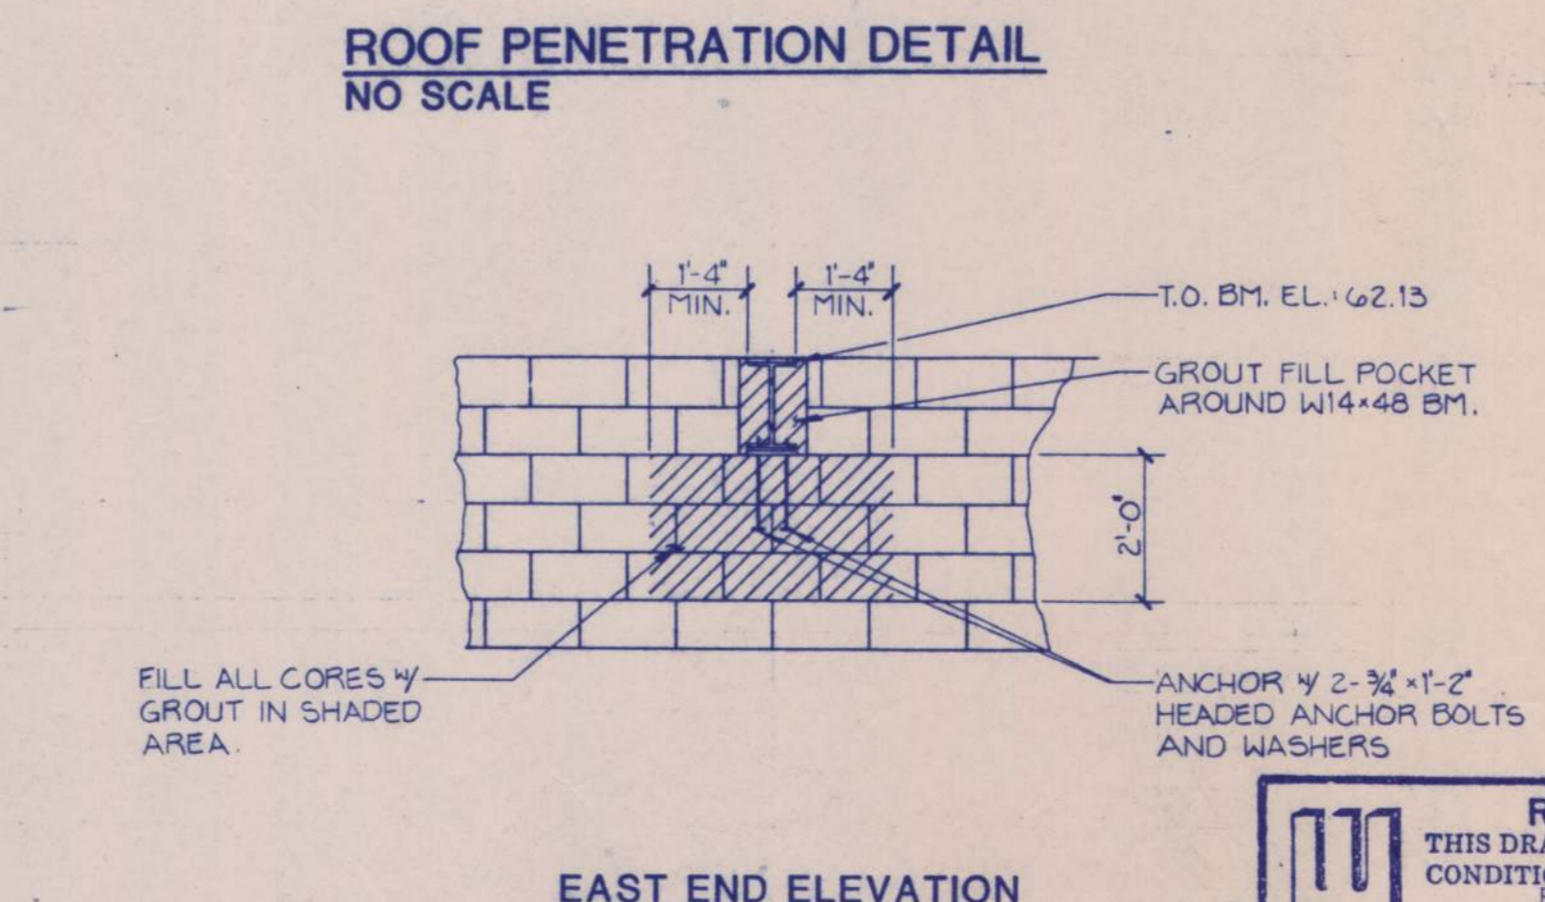 ROOF PENETRATION DETAIL
NO SCALE
1'-4"
MIN.
1'-4"
MIN.
T.O. BM. EL.: 62.13
GROUT FILL POCKET
AROUND W14×48 BM.
2'-0"
FILL ALL CORES W/
GROUT IN SHADED
AREA.
ANCHOR W/ 2-¾"×1'-2"
HEADED ANCHOR BOLTS
AND WASHERS
THIS
EAST END ELEVATION